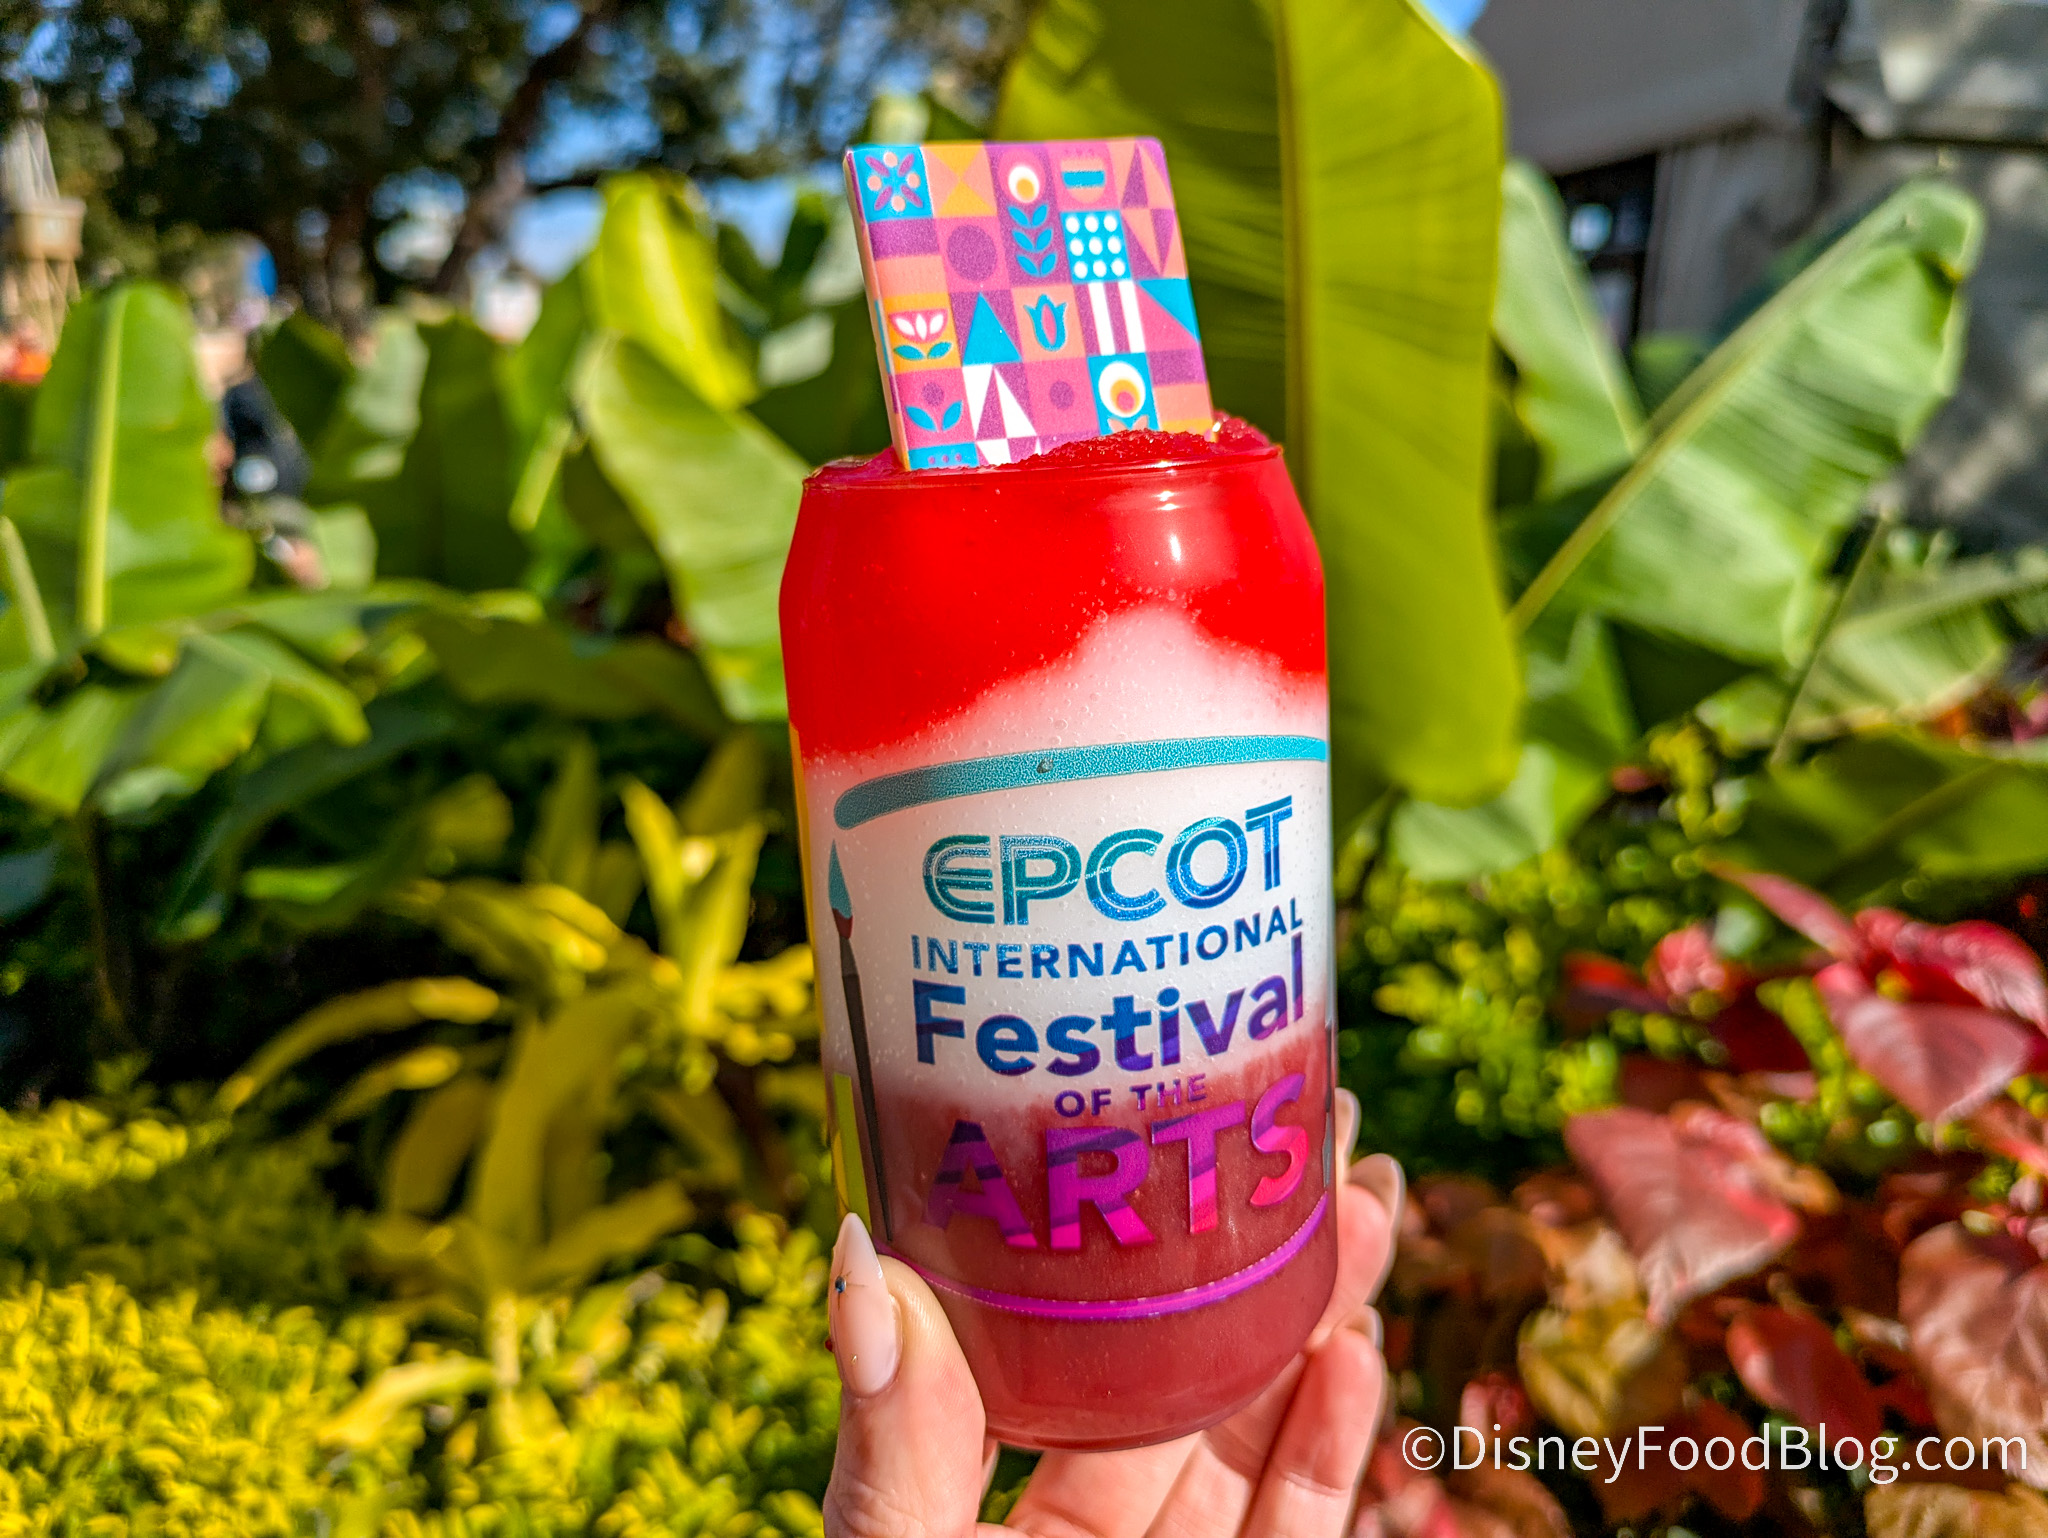 EPCOT
INTERNATIONAL
Festival
OF THE
ARTS
©DisneyFoodBlog.com